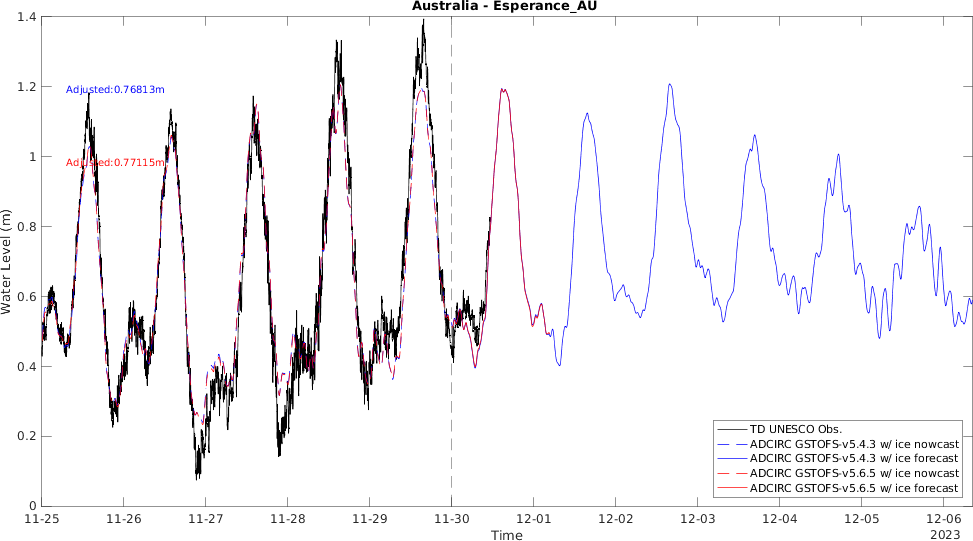 Australia - Esperance_AU
1.4
1.2
1
0.8
0.6
0.4
0.2
0
Water Level (m)
Adjusted:0.76813m
Adjusted:0.77115m
TD UNESCO Obs.
ADCIRC GSTOFS-v5.4.3 w/ ice nowcast
ADCIRC GSTOFS-v5.4.3 w/ ice forecast
ADCIRC GSTOFS-v5.6.5 w/ ice nowcast
ADCIRC GSTOFS-v5.6.5 w/ ice forecast
11-25 11-26 11-27 11-28 11-29 11-30 12-01 12-02 12-03 12-04 12-05 12-06
Time
2023